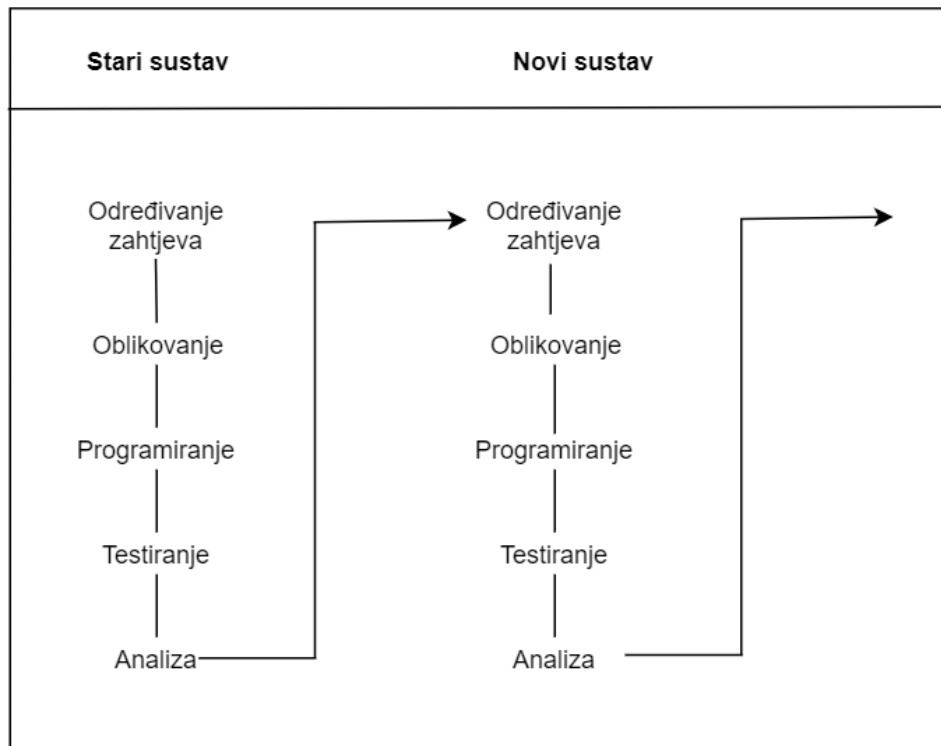 Stari sustav
Novi sustav
Određivanje
zahtjeva
Oblikovanje
Programiranje
Testiranje
Analiza
Određivanje
zahtjeva
Oblikovanje
Programiranje
Testiranje
Analiza